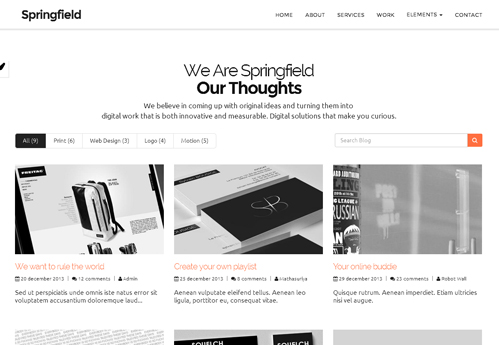 Springfield
HOME ABOUT SERVICES WORK ELEMENTS CONTACT
We Are Springfield
Our Thoughts
We believe in coming up with original ideas and turning them into
digital work that is both innovative and measurable. Digital solutions that make you curious.
All (9) Print (6) Web Design (3) Logo (4) Motion (5)
Search Blog
RUSSIAN
We want to rule the world
20 december 2013 | 12 comments | Admin
Sed ut perspiciatis unde omnis iste natus error sit
voluptatem accusantium doloremque laud...
Create your own playlist
23 december 2013 | 8 comments |
Aenean vulputate eleifend tellus. Aenean leo
ligula, porttitor eu, consequat vitae.
Your online buddie
29 december 2013 | 23 comments | Robot Wall
Quisque rutrum. Aenean imperdiet. Etiam ultricies
nisi vel augue.
SQUELCH